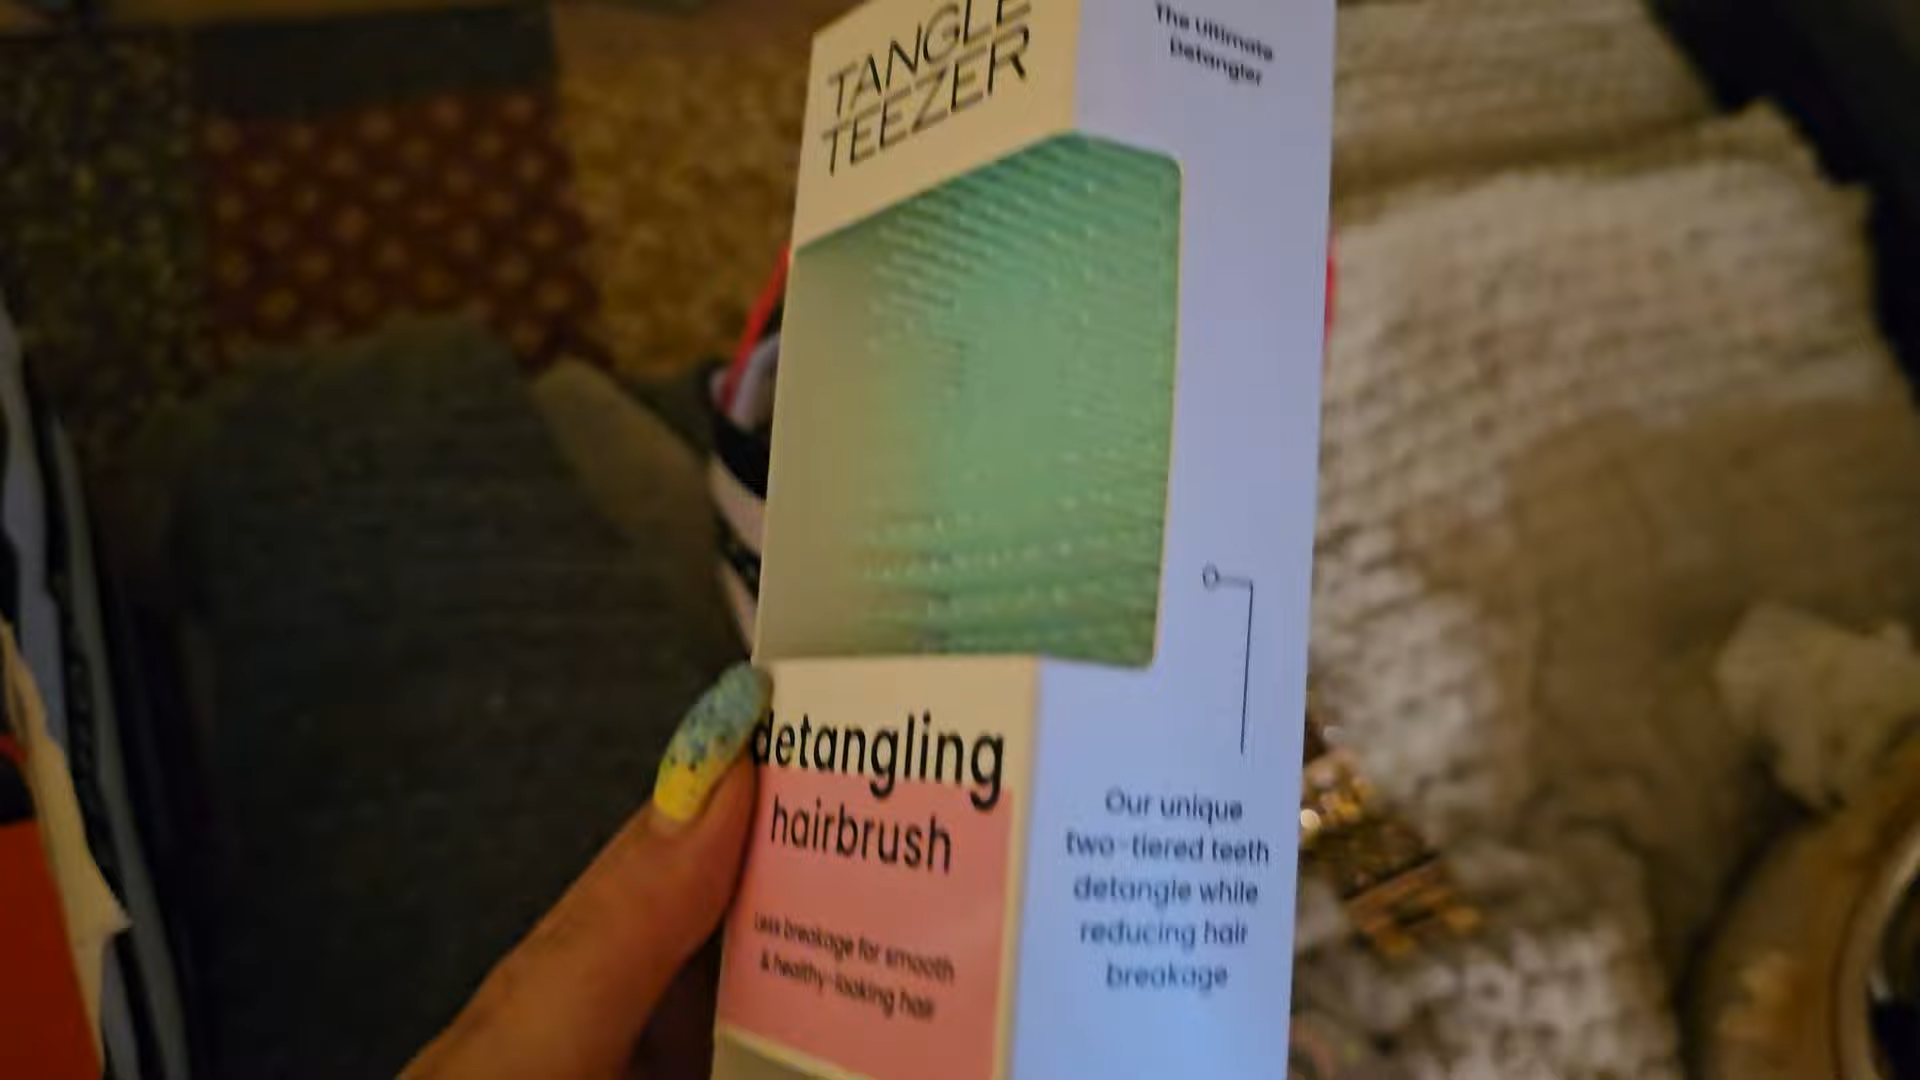 TANGLE
TEEZER
detangling
hairbrush
Less breakage for smooth
& healthy-looking hair
The Ultimate
Detangler
Our unique
two-tiered teeth
detangle while
reducing hair
breakage